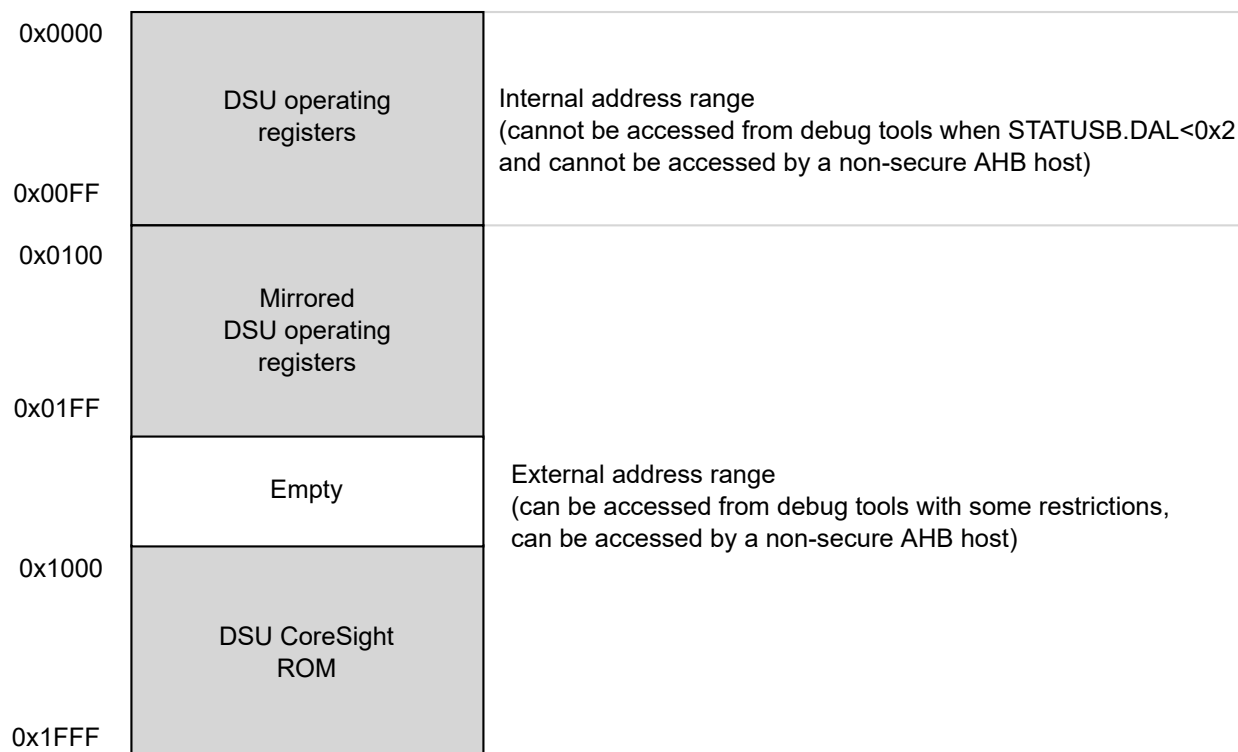 0x0000
DSU operating
registers
Internal address range
(cannot be accessed from debug tools when STATUSB.DAL<0x2
and cannot be accessed by a non-secure AHB host)
0x00FF
0x0100
Mirrored
DSU operating
registers
0x01FF
Empty
External address range
(can be accessed from debug tools with some restrictions,
can be accessed by a non-secure AHB host)
0x1000
DSU CoreSight
ROM
0x1FFF